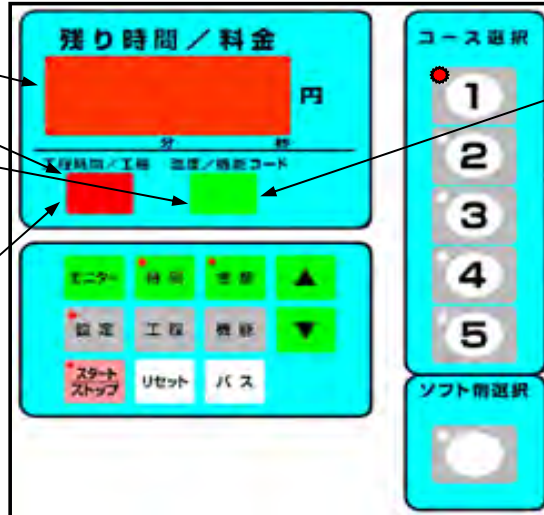 残り時間／料金
円
分 秒
工程時間／工程 温度／機能コード
モニター 時間 金額 ▲
設定 工程 機能 ▼
スタート
ストップ
リセット
パス
コース選択
1
2
3
4
5
ソフト剤選択